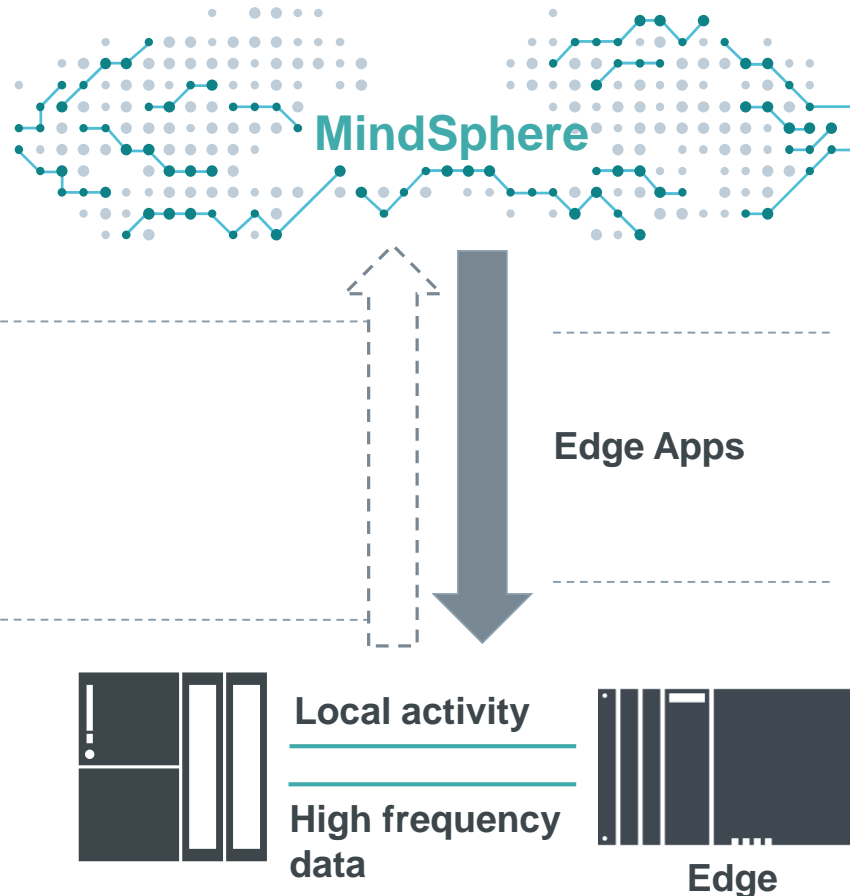 MindSphere
Edge Apps
Local activity
High frequency
data
Edge